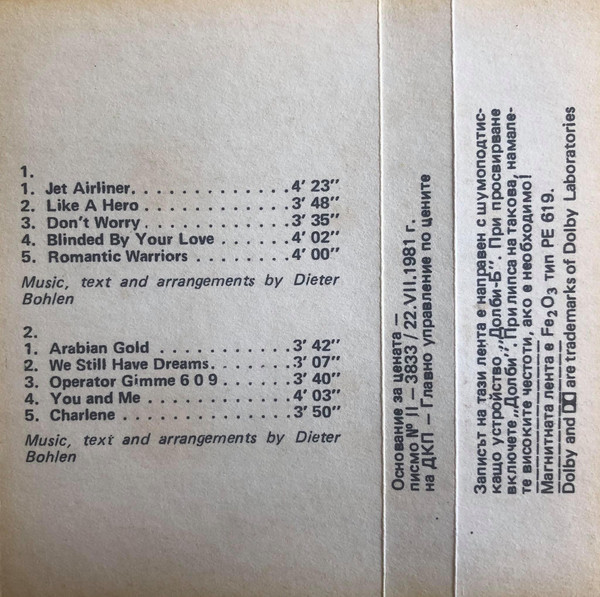 1.
1. Jet Airliner. . . . . . . . . . . . .4′ 23″
2. Like A Hero . . . . . . . . . . . . 3′ 48″
3. Don't Worry. . . . . . . . . . . . 3′ 35″
4. Blinded By Your Love . . . . . . 4′ 02″
5. Romantic Warriors . . . . . . . . 4′ 00″
Music, text and arrangements by Dieter
Bohlen
2.
1. Arabian Gold . . . . . . . . . . . 3′ 42″
2. We Still Have Dreams. . . . . . . 3′ 07″
3. Operator Gimme 6 0 9 . . . . . . 3′ 40″
4. You and Me . . . . . . . . . . . . 4′ 03″
5. Charlene . . . . . . . . . . . . . . 3′ 50″
Music, text and arrangements by Dieter
Bohlen
Основание за цената —
писмо № II — 3833 / 22.VII.1981 г.
на ДКП — Главно управление по цените
Записът на тази лента е направен с шумоподтис-
кащо устройство „Долби-Б”. При просвирване
включете „Долби”. При липса на такова, намале-
те високите честоти, ако е необходимо!
Магнитната лента е Fe2O3 тип PE 619.
Dolby and are trademarks of Dolby Laboratories